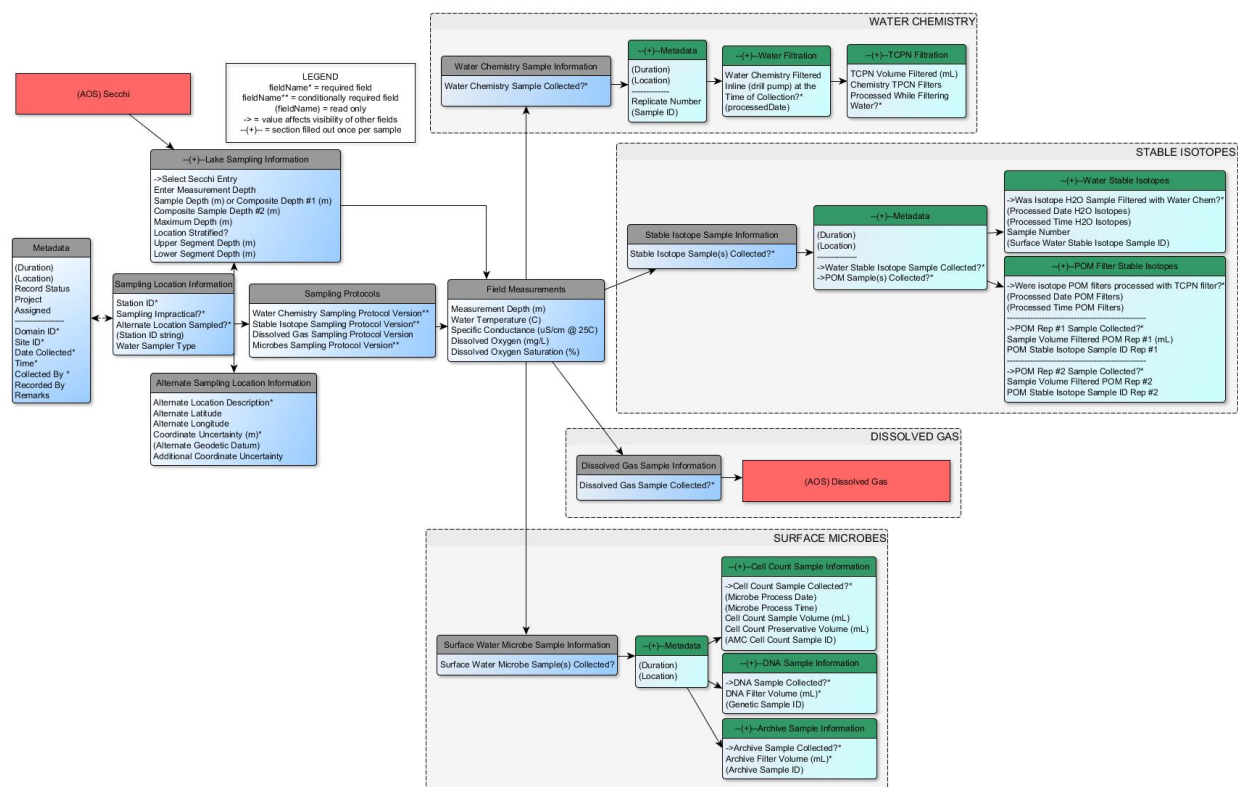 WATER CHEMISTRY
Water Chemistry Sample Information
Water Chemistry Sample Collected?*
--(+)--Metadata
(Duration)
(Location)
--------------
Replicate Number
(Sample ID)
--(+)--Water Filtration
Water Chemistry Filtered
Inline (drill pump) at the
Time of Collection?*
(processedDate)
--(+)--TCPN Filtration
TCPN Volume Filtered (mL)
Chemistry TPCN Filters
Processed While Filtering
Water?*
(AOS) Secchi
LEGEND
fieldName* = required field
fieldName** = conditionally required field
(fieldName) = read only
-> = value affects visibility of other fields
--(+)-- = section filled out once per sample
--(+)--Lake Sampling Information
->Select Secchi Entry
Enter Measurement Depth
Sample Depth (m) or Composite Depth #1 (m)
Composite Sample Depth #2 (m)
Maximum Depth (m)
Location Stratified?
Upper Segment Depth (m)
Lower Segment Depth (m)
Metadata
(Duration)
(Location)
Record Status
Project
Assigned
----------------
Domain ID*
Site ID*
Date Collected*
Time*
Collected By *
Recorded By
Remarks
Sampling Location Information
Station ID*
Sampling Impractical?*
Alternate Location Sampled?*
(Station ID string)
Water Sampler Type
Sampling Protocols
Water Chemistry Sampling Protocol Version**
Stable Isotope Sampling Protocol Version**
Dissolved Gas Sampling Protocol Version
Microbes Sampling Protocol Version**
Field Measurements
Measurement Depth (m)
Water Temperature (C)
Specific Conductance (uS/cm @ 25C)
Dissolved Oxygen (mg/L)
Dissolved Oxygen Saturation (%)
Alternate Sampling Location Information
Alternate Location Description*
Alternate Latitude
Alternate Longitude
Coordinate Uncertainty (m)*
(Alternate Geodetic Datum)
Additional Coordinate Uncertainty
STABLE ISOTOPES
Stable Isotope Sample Information
Stable Isotope Sample(s) Collected?*
--(+)--Metadata
(Duration)
(Location)
---------------
->Water Stable Isotope Sample Collected?*
->POM Sample(s) Collected?*
--(+)--Water Stable Isotopes
->Was Isotope H2O Sample Filtered with Water Chem?*
(Processed Date H2O Isotopes)
(Processed Time H2O Isotopes)
Sample Number
(Surface Water Stable Isotope Sample ID)
--(+)--POM Filter Stable Isotopes
->Were isotope POM filters processed with TCPN filter?*
(Processed Date POM Filters)
(Processed Time POM Filters)
------------------------------------------------
->POM Rep #1 Sample Collected?*
Sample Volume Filtered POM Rep #1 (mL)
POM Stable Isotope Sample ID Rep #1
------------------------------------------------
->POM Rep #2 Sample Collected?*
Sample Volume Filtered POM Rep #2
POM Stable Isotope Sample ID Rep #2
DISSOLVED GAS
Dissolved Gas Sample Information
Dissolved Gas Sample Collected?*
(AOS) Dissolved Gas
SURFACE MICROBES
Surface Water Microbe Sample Information
Surface Water Microbe Sample(s) Collected?
--(+)--Metadata
(Duration)
(Location)
--(+)--Cell Count Sample Information
->Cell Count Sample Collected?*
(Microbe Process Date)
(Microbe Process Time)
Cell Count Sample Volume (mL)
Cell Count Preservative Volume (mL)
(AMC Cell Count Sample ID)
--(+)--DNA Sample Information
->DNA Sample Collected?*
DNA Filter Volume (mL)*
(Genetic Sample ID)
--(+)--Archive Sample Information
->Archive Sample Collected?*
Archive Filter Volume (mL)*
(Archive Sample ID)